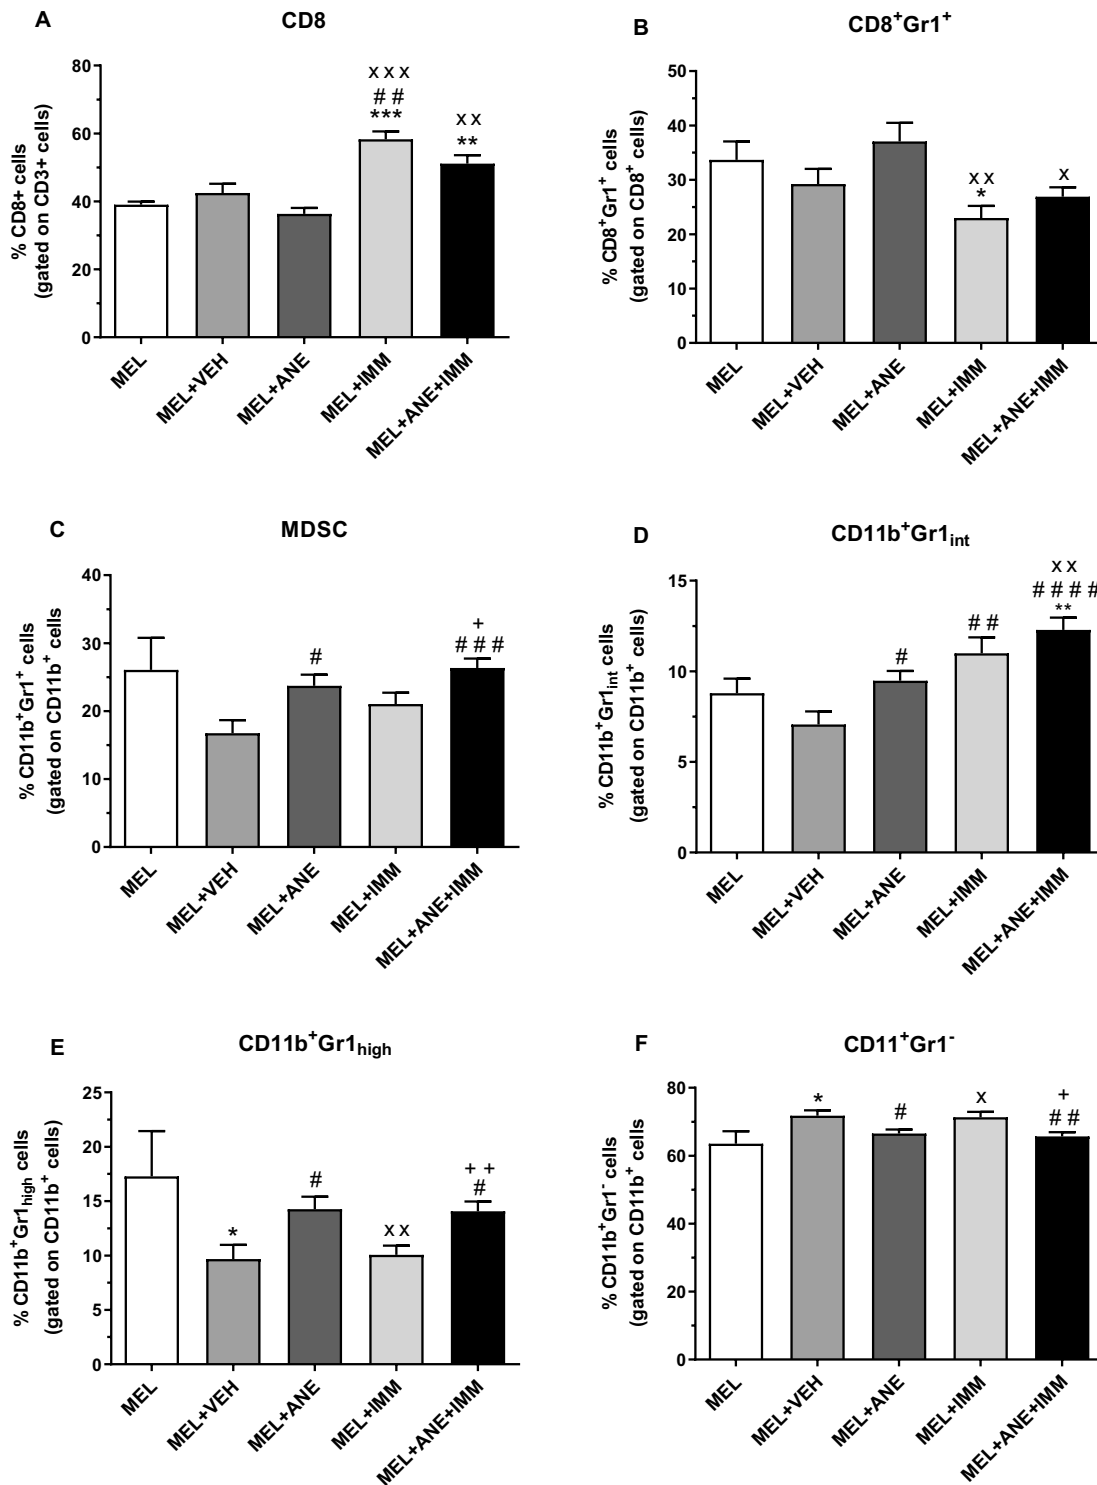 A
CD8
% CD8+ cells
(gated on CD3+ cells)
80
60
40
20
0
x x x
# #
***
x x
**
MEL
MEL+VEH
MEL+ANE
MEL+IMM
MEL+ANE+IMM
B
CD8⁺Gr1⁺
% CD8⁺Gr1⁺ cells
(gated on CD8⁺ cells)
50
40
30
20
10
0
x x
*
x
MEL
MEL+VEH
MEL+ANE
MEL+IMM
MEL+ANE+IMM
C
MDSC
% CD11b⁺Gr1⁺ cells
(gated on CD11b⁺ cells
40
30
20
10
0
#
+
# # #
MEL
MEL+VEH
MEL+ANE
MEL+IMM
MEL+ANE+IMM
D
CD11b⁺Gr1int
% CD11b⁺Gr1int cells
(gated on CD11b⁺ cells)
15
10
5
0
#
# #
x x
# # # #
**
MEL
MEL+VEH
MEL+ANE
MEL+IMM
MEL+ANE+IMM
E
CD11b⁺Gr1high
% CD11b⁺Gr1high cells
(gated on CD11b⁺ cells)
25
20
15
10
5
0
*
#
x x
+ +
#
MEL
MEL+VEH
MEL+ANE
MEL+IMM
MEL+ANE+IMM
F
CD11⁺Gr1⁻
% CD11b⁺Gr1⁻ cells
(gated on CD11b⁺ cells
80
60
40
20
0
*
#
x
+
# #
MEL
MEL+VEH
MEL+ANE
MEL+IMM
MEL+ANE+IMM